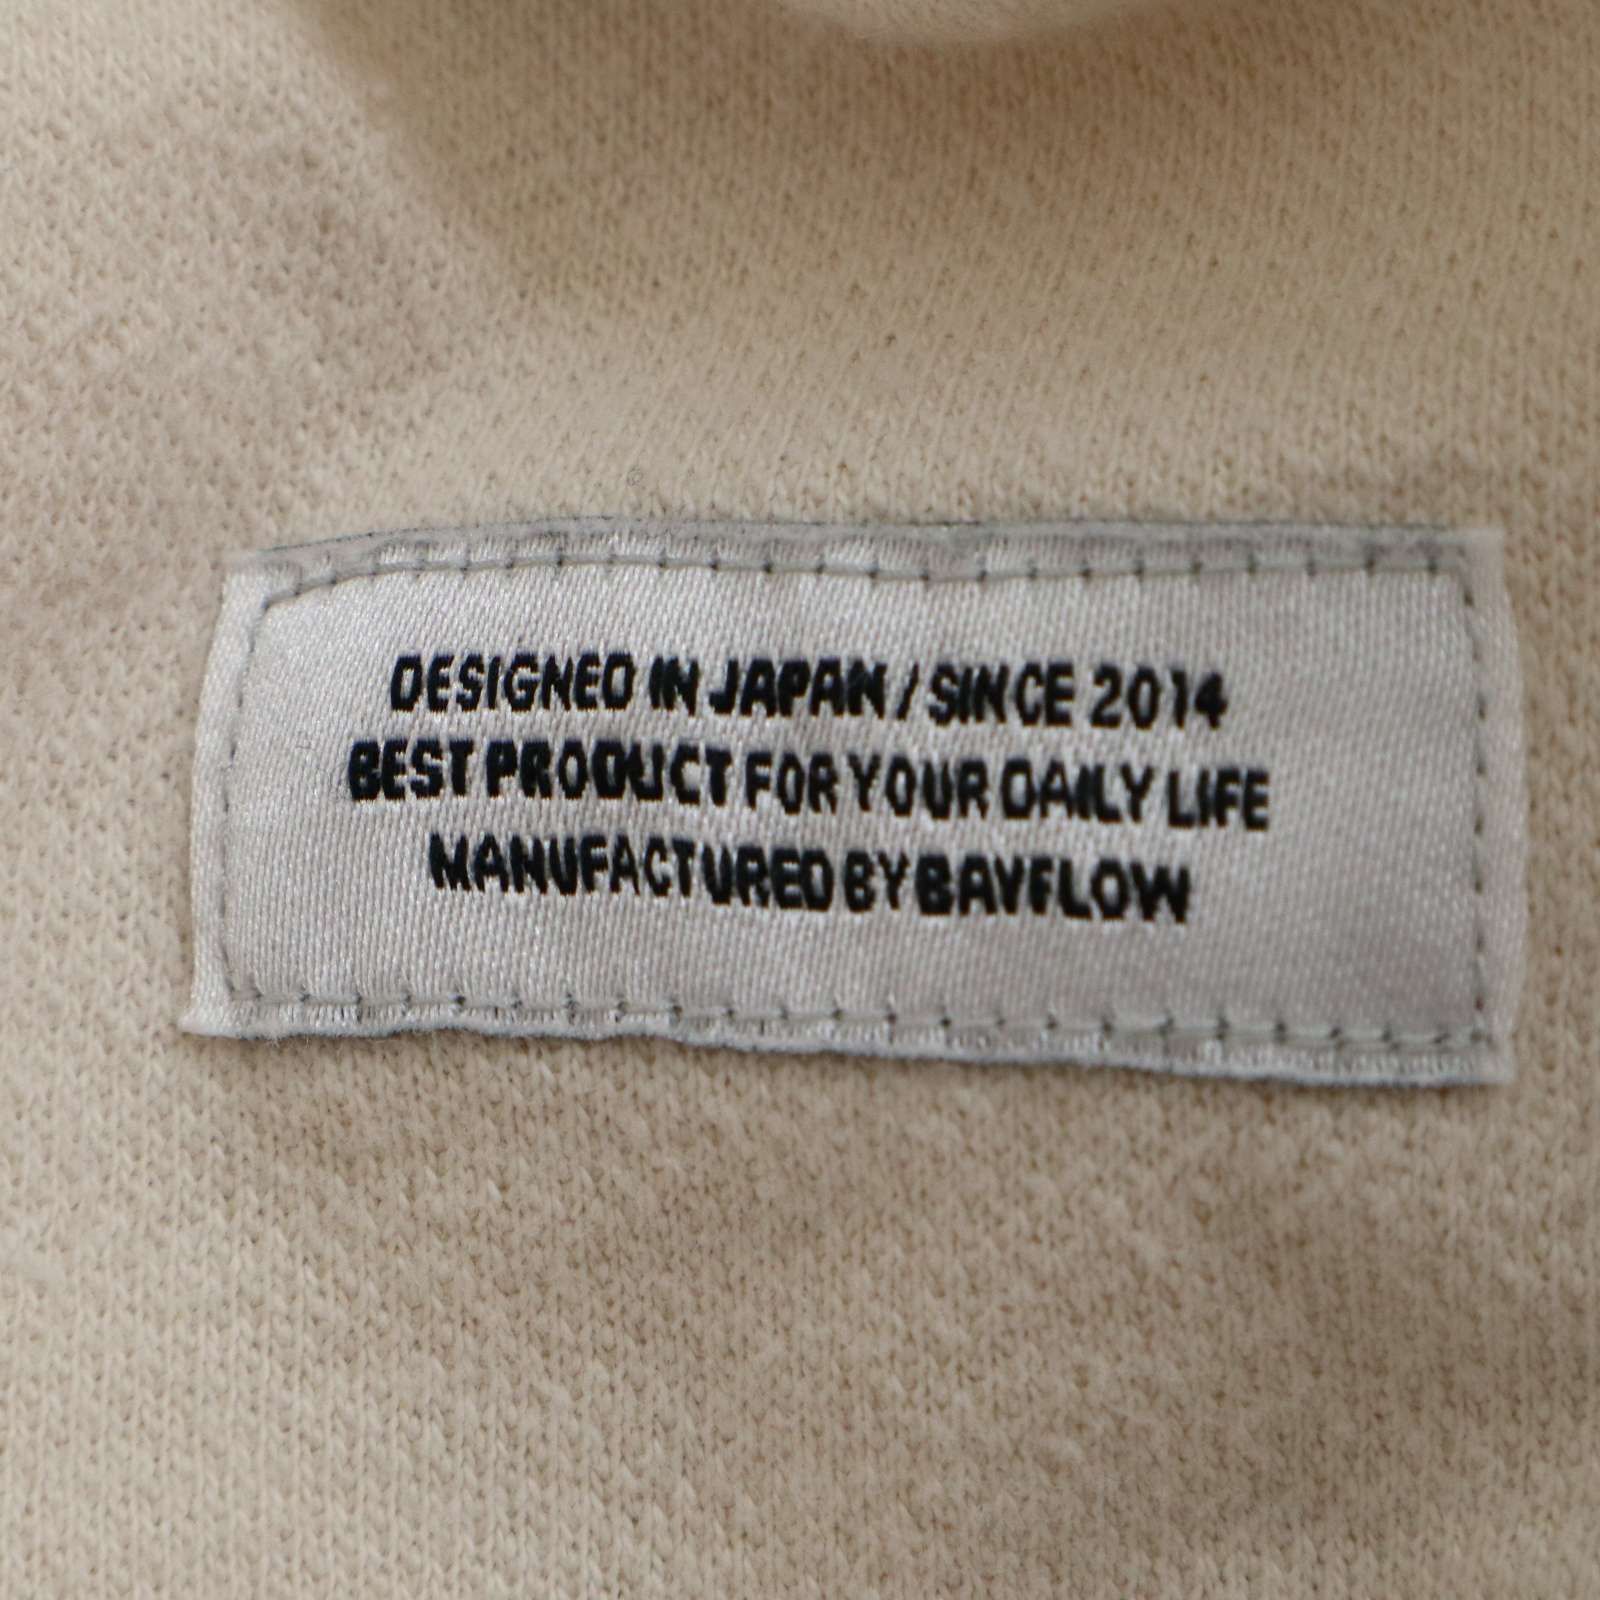 DESIGNED IN JAPAN / SINCE 2014
BEST PRODUCT FOR YOUR DAILY LIFE
MANUFACTURED BY BAYFLOW